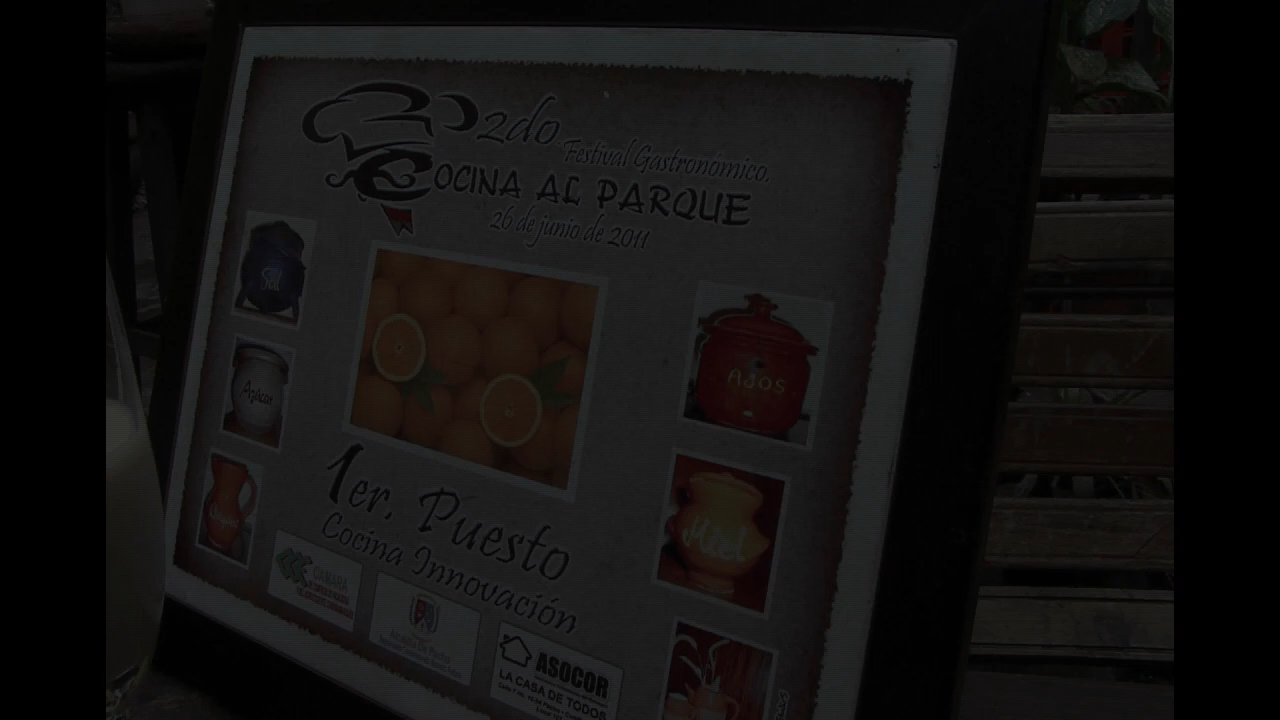 2do
Festival Gastronómico.
COCINA AL PARQUE
26 de junio de 2011
Sal
Azúcar
AJOS
Miel
1er. Puesto
Cocina Innovación
CAMARA
ASOCOR
LA CASA DE TODOS